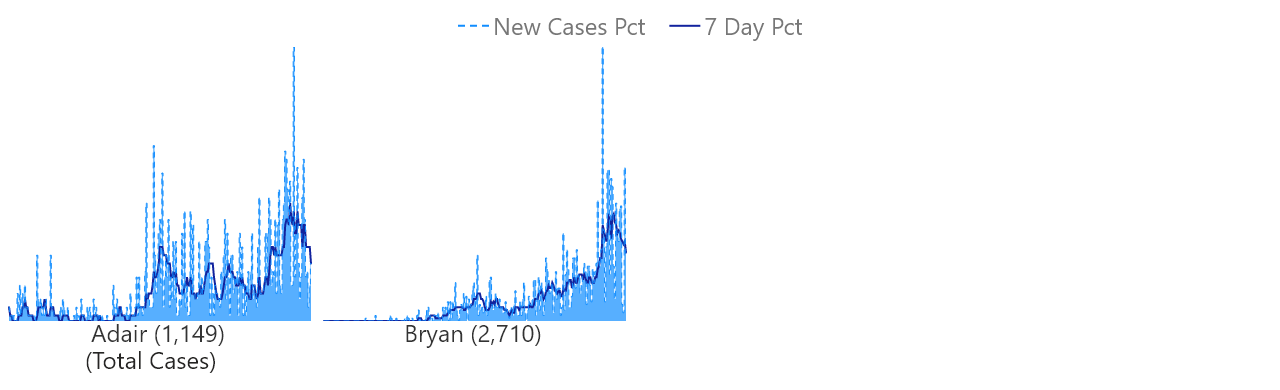 New Cases Pct 7 Day Pct
Adair (1,149) Bryan (2,710)
(Total Cases)